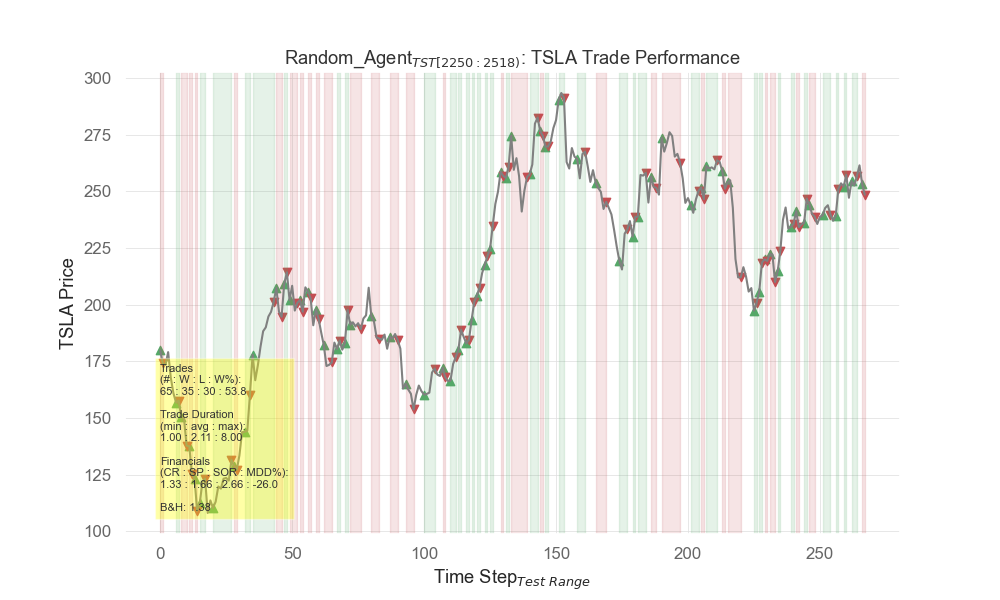 Random_Agent_TST[2250 : 2518) : TSLA Trade Performance
300
275
250
225
200
175
150
125
100
TSLA Price
Trades
(# : W : L : W%):
65 : 35 : 30 : 53.8
Trade Duration
(min : avg : max):
1.00 : 2.11 : 8.00
Financials
(CR : SP : SOR : MDD%):
1.33 : 1.66 : 2.66 : -26.0
B&H: 1.38
0 50 100 150 200 250
Time Step Test Range